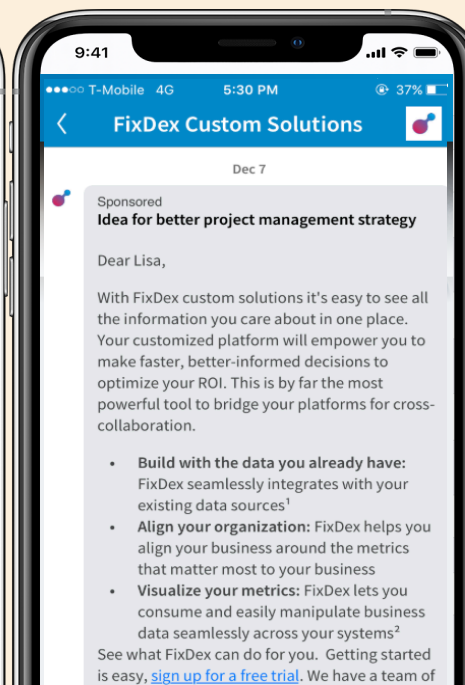 9:41
T-Mobile 4G 5:30 PM 37%
FixDex Custom Solutions
Dec 7
Sponsored
Idea for better project management strategy
Dear Lisa,
With FixDex custom solutions it's easy to see all
the information you care about in one place.
Your customized platform will empower you to
make faster, better-informed decisions to
optimize your ROI. This is by far the most
powerful tool to bridge your platforms for cross-
collaboration.
• Build with the data you already have:
FixDex seamlessly integrates with your
existing data sources¹
• Align your organization: FixDex helps you
align your business around the metrics
that matter most to your business
• Visualize your metrics: FixDex lets you
consume and easily manipulate business
data seamlessly across your systems²
See what FixDex can do for you. Getting started
is easy, sign up for a free trial. We have a team of